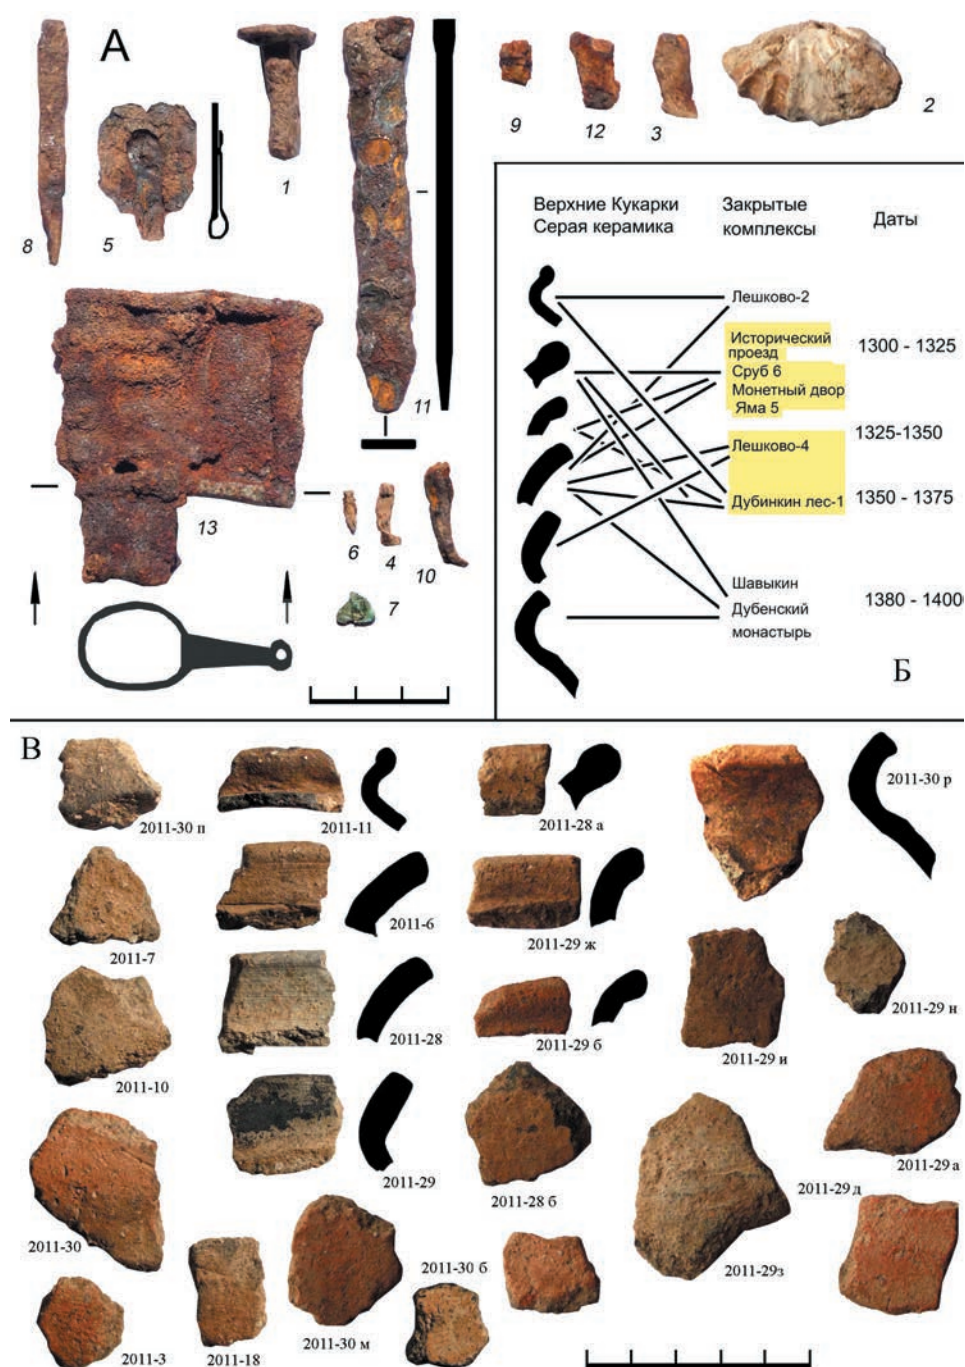 А
1
8
5
11
13
6
4
10
7
9
12
3
2
Верхние Кукарки
Серая керамика
Закрытые
комплексы
Даты
Лешково-2
Исторический
проезд
1300 - 1325
Сруб 6
Монетный двор
Яма 5
1325-1350
Лешково-4
1350 - 1375
Дубинкин лес-1
Шавыкин
1380 - 1400
Дубенский
монастырь
Б
В
2011-30 п
2011-11
2011-28 а
2011-30 р
2011-7
2011-6
2011-29 ж
2011-29 н
2011-10
2011-28
2011-29 б
2011-29 и
2011-29
2011-28 б
2011-29 а
2011-29 д
2011-30
2011-30 б
2011-29з
2011-3
2011-18
2011-30 м